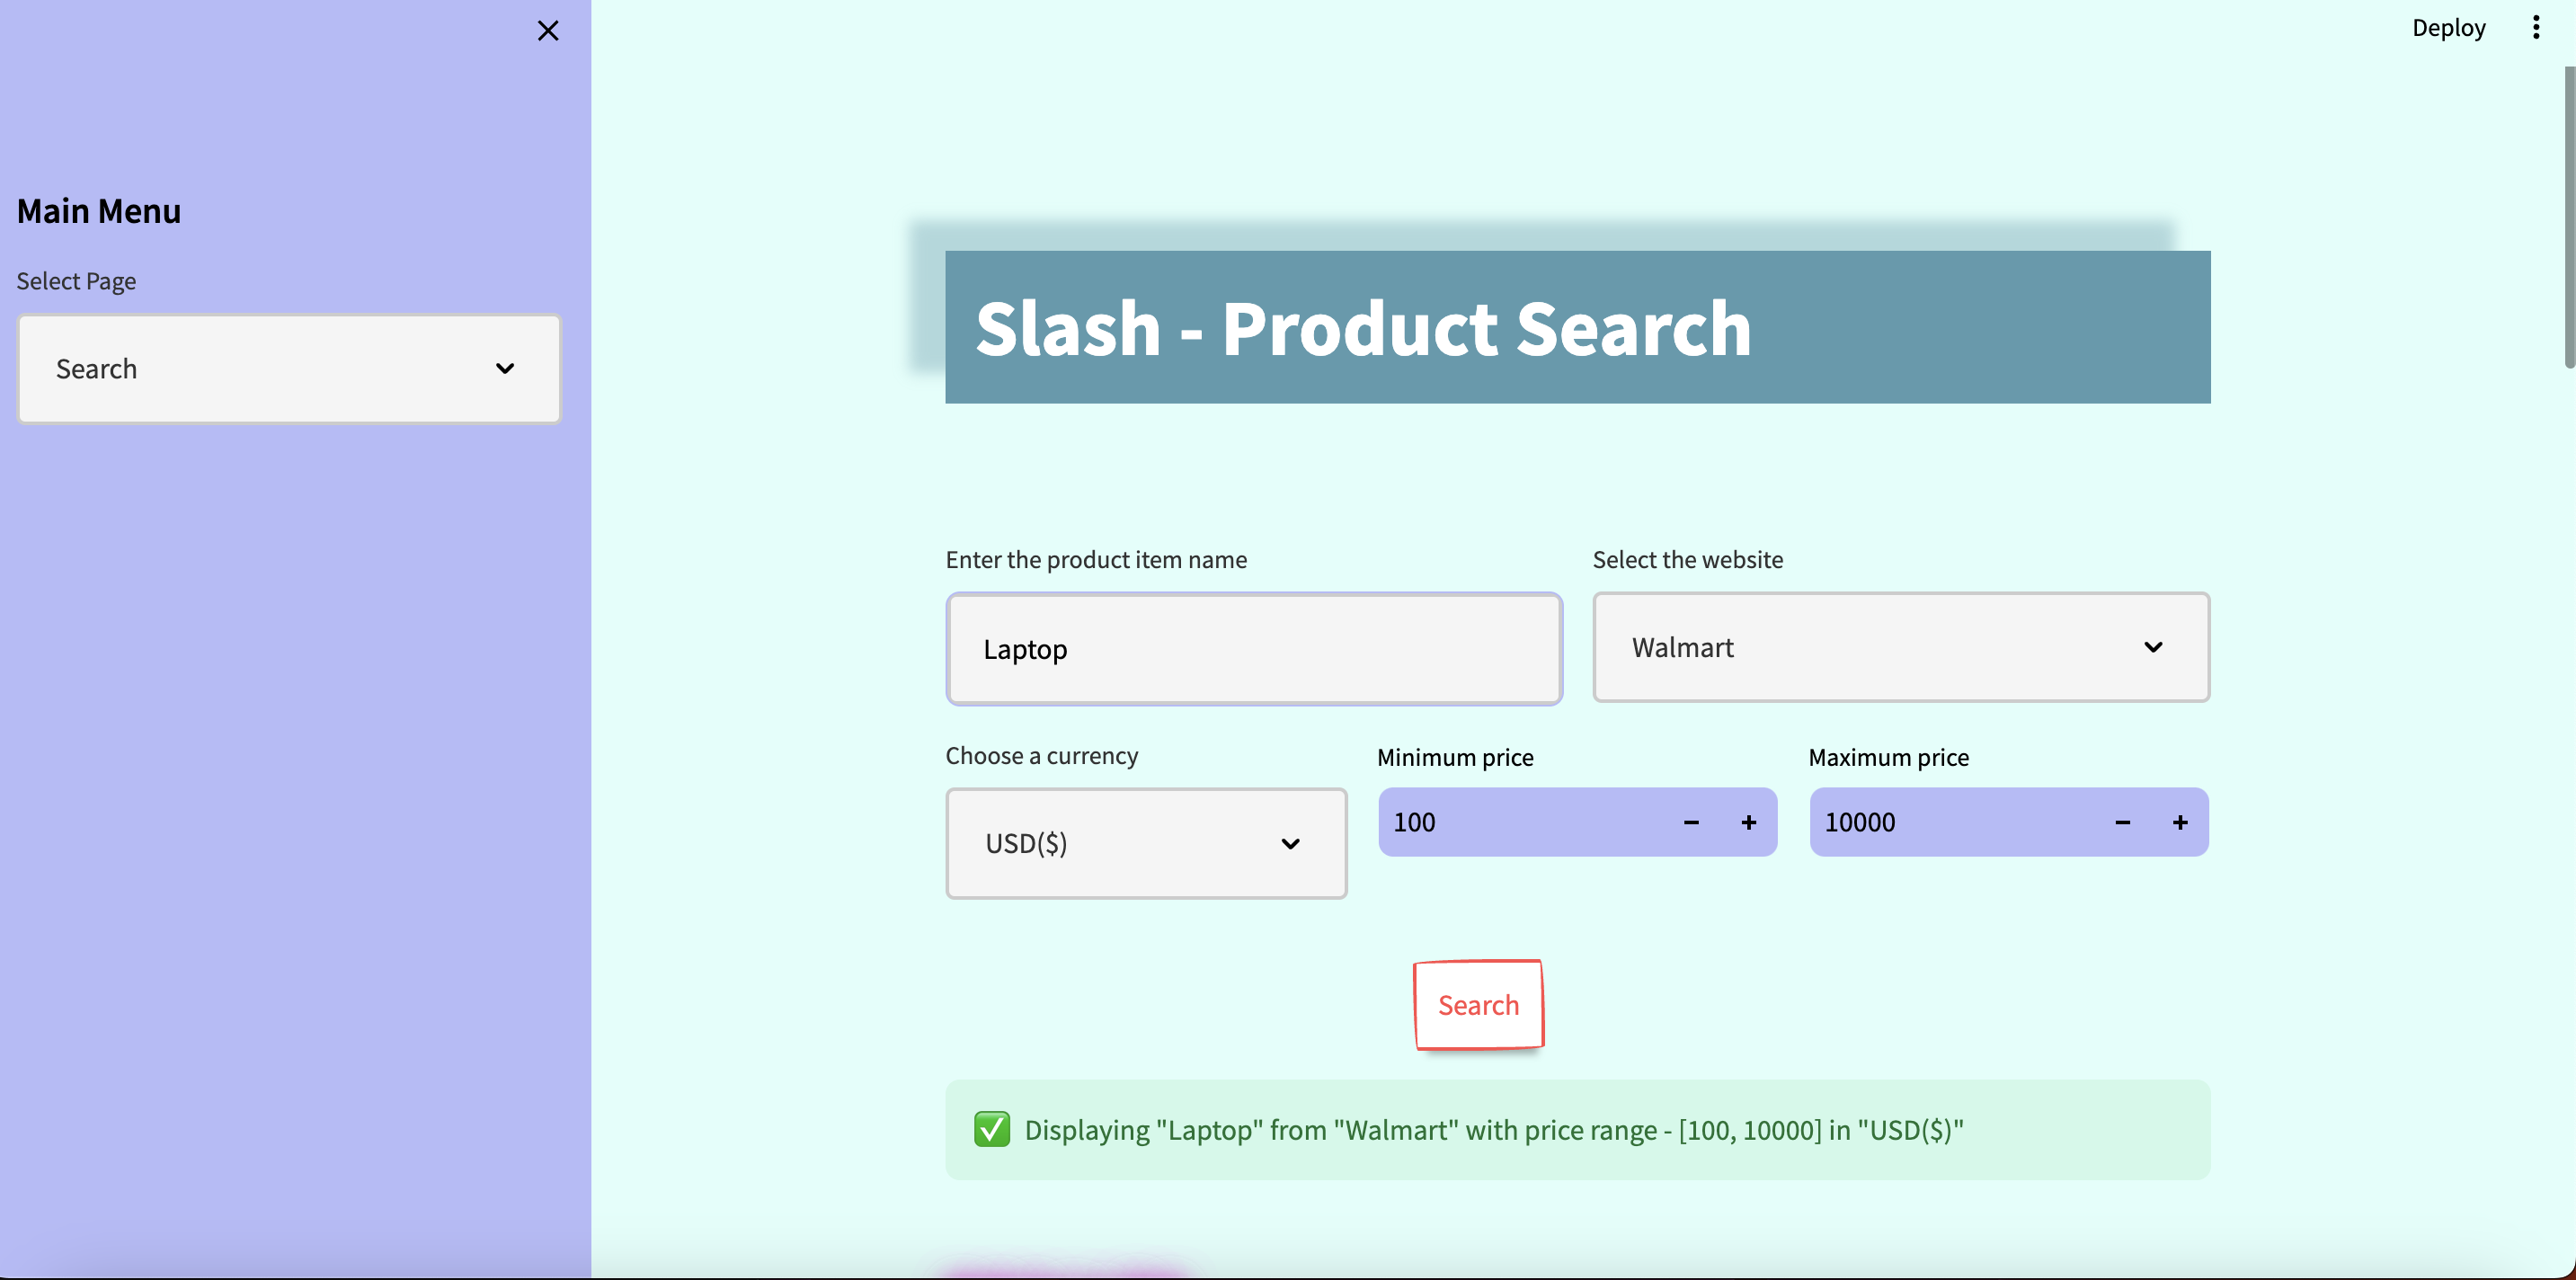 Deploy
Main Menu
Select Page
Search
Slash - Product Search
Enter the product item name
Select the website
Laptop
Walmart
Choose a currency
Minimum price
Maximum price
USD($)
100
10000
Search
Displaying "Laptop" from "Walmart" with price range - [100, 10000] in "USD($)"